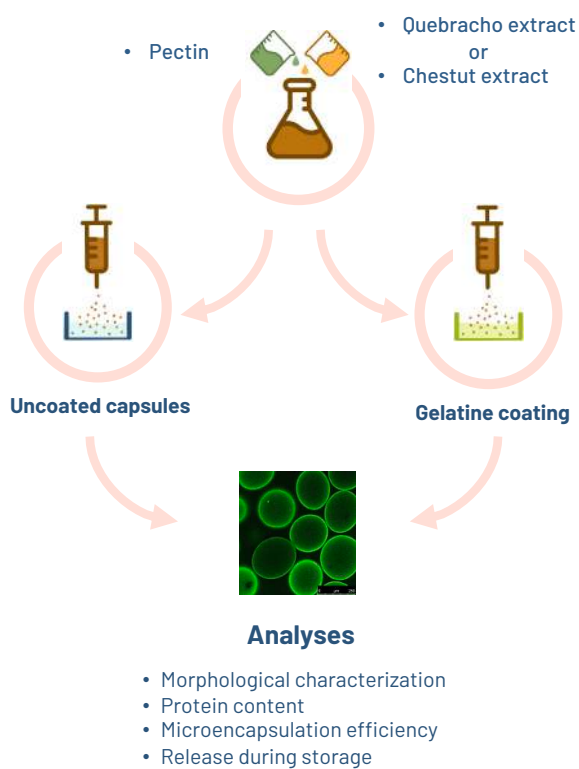 • Pectin
• Quebracho extract
or
• Chestut extract
Uncoated capsules
Gelatine coating
Analyses
• Morphological characterization
• Protein content
• Microencapsulation efficiency
• Release during storage